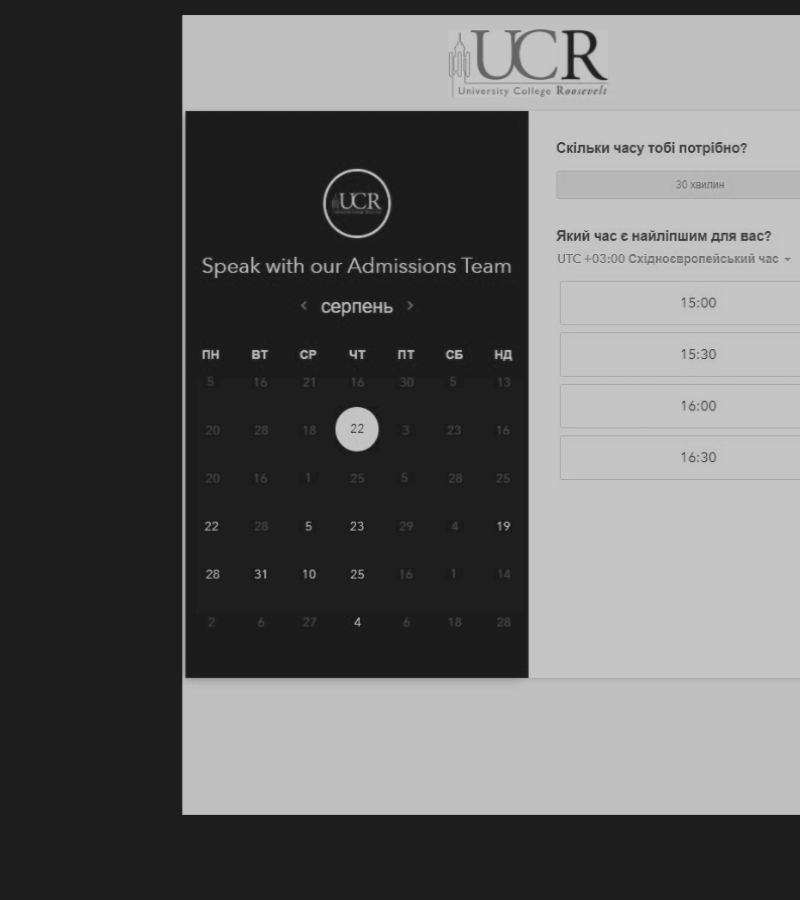 UCR
University College Roosevelt
UCR
Speak with our Admissions Team
< серпень >
ПН ВТ СР ЧТ ПТ СБ НД
5 16 21 16 30 5 13
20 28 18 22 3 23 16
20 16 1 25 5 28 25
22 28 5 23 29 4 19
28 31 10 25 16 1 14
2 6 27 4 6 18 28
Скільки часу тобі потрібно?
30 хвилин
Який час є найліпшим для вас?
UTC +03:00 Східноєвропейський час
15:00
15:30
16:00
16:30